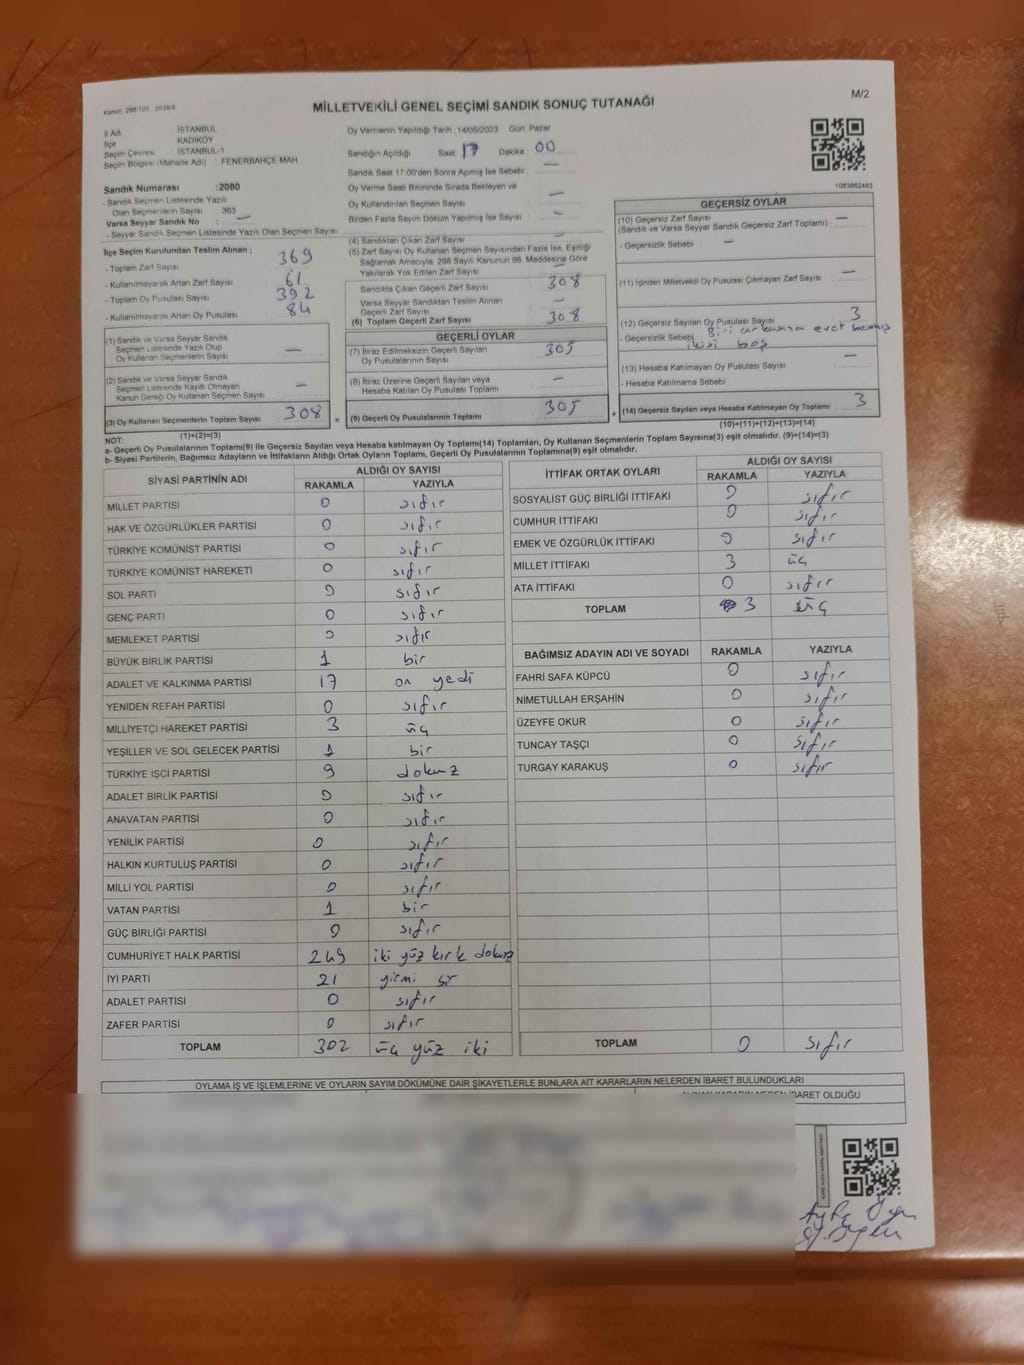 Kanun: 298/105 2839/4
MİLLETVEKİLİ GENEL SEÇİMİ SANDIK SONUÇ TUTANAĞI
M/2
İl Adı İSTANBUL
İlçe KADIKÖY
Seçim Çevresi İSTANBUL-1
Seçim Bölgesi (Mahalle Adı) FENERBAHÇE MAH.
Sandık Numarası :2080
- Sandık Seçmen Listesinde Yazılı
Olan Seçmenlerin Sayısı 363
Varsa Seyyar Sandık No : —
- Seyyar Sandık Seçmen Listesinde Yazılı Olan Seçmen Sayısı
Oy Vermenin Yapıldığı Tarih :14/05/2023 Gün: Pazar
Sandığın Açıldığı Saat 17 Dakika: 00
Sandık Saat 17:00'den Sonra Açılmış İse Sebebi : —
Oy Verme Saati Bitiminde Sırada Bekleyen ve
Oy Kullandırılan Seçmen Sayısı —
Birden Fazla Sayım Döküm Yapılmış İse Sayısı —
1083662483
İlçe Seçim Kurulundan Teslim Alınan ;
- Toplam Zarf Sayısı 369
- Kullanılmayarak Artan Zarf Sayısı 61
- Toplam Oy Pusulası Sayısı 392
- Kullanılmayarak Artan Oy Pusulası 84
(4) Sandıktan Çıkan Zarf Sayısı —
(5) Zarf Sayısı Oy Kullanan Seçmen Sayısından Fazla İse, Eşitliği
Sağlamak Amacıyla, 298 Sayılı Kanunun 98. Maddesine Göre
Yakılarak Yok Edilen Zarf Sayısı —
Sandıkta Çıkan Geçerli Zarf Sayısı 308
Varsa Seyyar Sandıktan Teslim Alınan
Geçerli Zarf Sayısı —
(6) Toplam Geçerli Zarf Sayısı 308
GEÇERSİZ OYLAR
(10) Geçersiz Zarf Sayısı —
(Sandık ve Varsa Seyyar Sandık Geçersiz Zarf Toplamı)
- Geçersizlik Sebebi —
(11) İçinden Milletvekili Oy Pusulası Çıkmayan Zarf Sayısı —
(12) Geçersiz Sayılan Oy Pusulası Sayısı 3
- Geçersizlik Sebebi Biri arkasına evet basmış
ikisi boş
(13) Hesaba Katılmayan Oy Pusulası Sayısı —
- Hesaba Katılmama Sebebi
(14) Geçersiz Sayılan veya Hesaba Katılmayan Oy Toplamı 3
(10)+(11)+(12)+(13)=(14)
(1) Sandık ve Varsa Seyyar Sandık
Seçmen Listesinde Yazılı Olup
Oy Kullanan Seçmenlerin Sayısı —
(2) Sandık ve Varsa Seyyar Sandık
Seçmen Listesinde Kayıtlı Olmayan
Kanun Gereği Oy Kullanan Seçmenlerin Sayısı —
(3) Oy Kullanan Seçmenlerin Toplam Sayısı 308 =
(1)+(2)=(3)
GEÇERLİ OYLAR
(7) İtiraz Edilmeksizin Geçerli Sayılan
Oy Pusulalarının Sayısı 305
(8) İtiraz Üzerine Geçerli Sayılan veya
Hesaba Katılan Oy Pusulası Toplamı —
(9) Geçerli Oy Pusulalarının Toplamı 305 +
NOT:
a- Geçerli Oy Pusulalarının Toplamı(9) ile Geçersiz Sayılan veya Hesaba katılmayan Oy Toplamı(14) Toplamları, Oy Kullanan Seçmenlerin Toplam Sayısına(3) eşit olmalıdır. (9)+(14)=(3)
b- Siyasi Partilerin, Bağımsız Adayların ve İttifakların Aldığı Ortak Oyların Toplamı, Geçerli Oy Pusulalarının Toplamına(9) eşit olmalıdır.
SİYASİ PARTİNİN ADI ALDIĞI OY SAYISI
RAKAMLA YAZIYLA
MİLLET PARTİSİ 0 sıfır
HAK VE ÖZGÜRLÜKLER PARTİSİ 0 sıfır
TÜRKİYE KOMÜNİST PARTİSİ 0 sıfır
TÜRKİYE KOMÜNİST HAREKETİ 0 sıfır
SOL PARTİ 0 sıfır
GENÇ PARTİ 0 sıfır
MEMLEKET PARTİSİ 0 sıfır
BÜYÜK BİRLİK PARTİSİ 1 bir
ADALET VE KALKINMA PARTİSİ 17 on yedi
YENİDEN REFAH PARTİSİ 0 sıfır
MİLLİYETÇİ HAREKET PARTİSİ 3 üç
YEŞİLLER VE SOL GELECEK PARTİSİ 1 bir
TÜRKİYE İŞÇİ PARTİSİ 9 dokuz
ADALET BİRLİK PARTİSİ 0 sıfır
ANAVATAN PARTİSİ 0 sıfır
YENİLİK PARTİSİ 0 sıfır
HALKIN KURTULUŞ PARTİSİ 0 sıfır
MİLLİ YOL PARTİSİ 0 sıfır
VATAN PARTİSİ 1 bir
GÜÇ BİRLİĞİ PARTİSİ 0 sıfır
CUMHURİYET HALK PARTİSİ 249 iki yüz kırk dokuz
İYİ PARTİ 21 yirmi bir
ADALET PARTİSİ 0 sıfır
ZAFER PARTİSİ 0 sıfır
TOPLAM 302 üç yüz iki
İTTİFAK ORTAK OYLARI ALDIĞI OY SAYISI
RAKAMLA YAZIYLA
SOSYALİST GÜÇ BİRLİĞİ İTTİFAKI 0 sıfır
CUMHUR İTTİFAKI 0 sıfır
EMEK VE ÖZGÜRLÜK İTTİFAKI 0 sıfır
MİLLET İTTİFAKI 3 üç
ATA İTTİFAKI 0 sıfır
TOPLAM 3 üç
BAĞIMSIZ ADAYIN ADI VE SOYADI RAKAMLA YAZIYLA
FAHRİ SAFA KÜPCÜ 0 sıfır
NİMETULLAH ERŞAHİN 0 sıfır
ÜZEYFE OKUR 0 sıfır
TUNCAY TAŞÇI 0 sıfır
TURGAY KARAKUŞ 0 sıfır
TOPLAM 0 sıfır
OYLAMA İŞ VE İŞLEMLERİNE VE OYLARIN SAYIM DÖKÜMÜNE DAİR ŞİKAYETLERLE BUNLARA AİT KARARLARIN NELERDEN İBARET BULUNDUKLARI
İBARET OLDUĞU